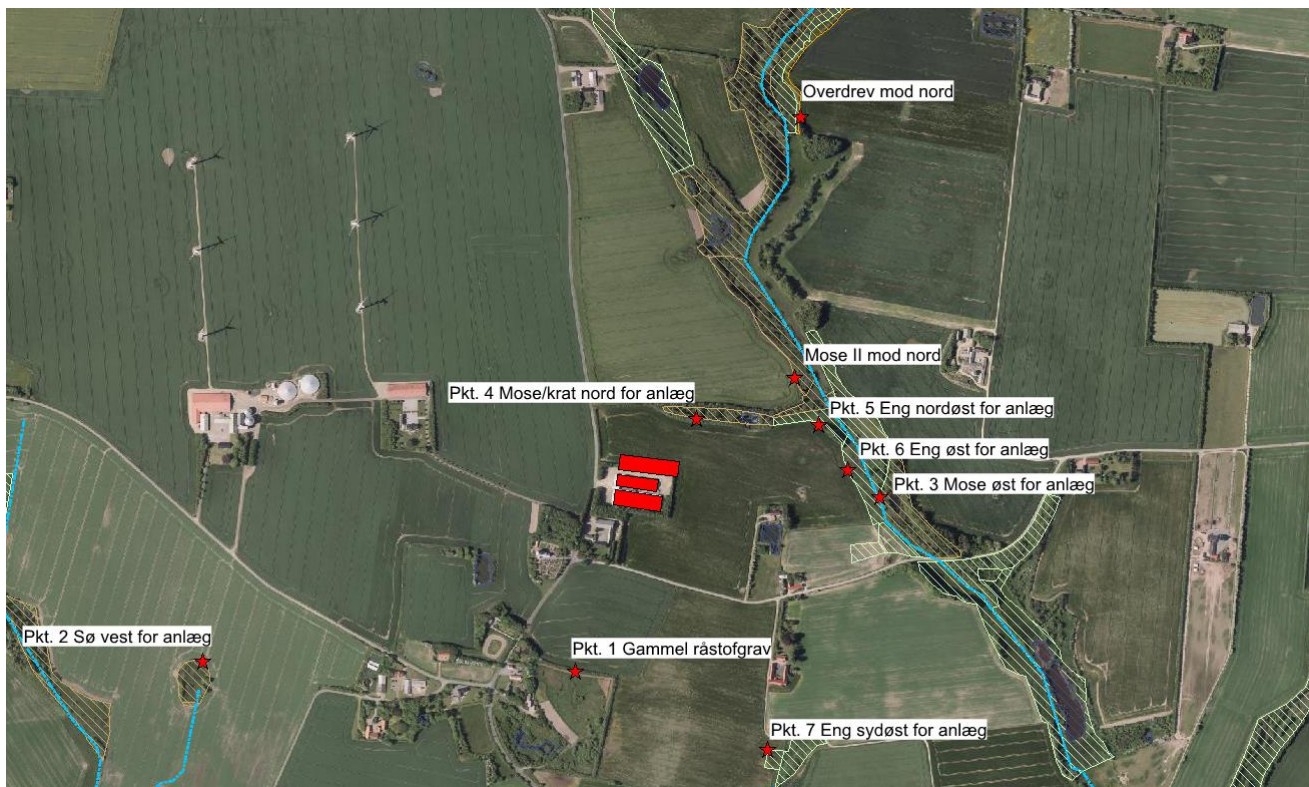 Overdrev mod nord
Mose II mod nord
Pkt. 4 Mose/krat nord for anlæg
Pkt. 5 Eng nordøst for anlæg
Pkt. 6 Eng øst for anlæg
Pkt. 3 Mose øst for anlæg
Pkt. 2 Sø vest for anlæg
Pkt. 1 Gammel råstofgrav
Pkt. 7 Eng sydøst for anlæg